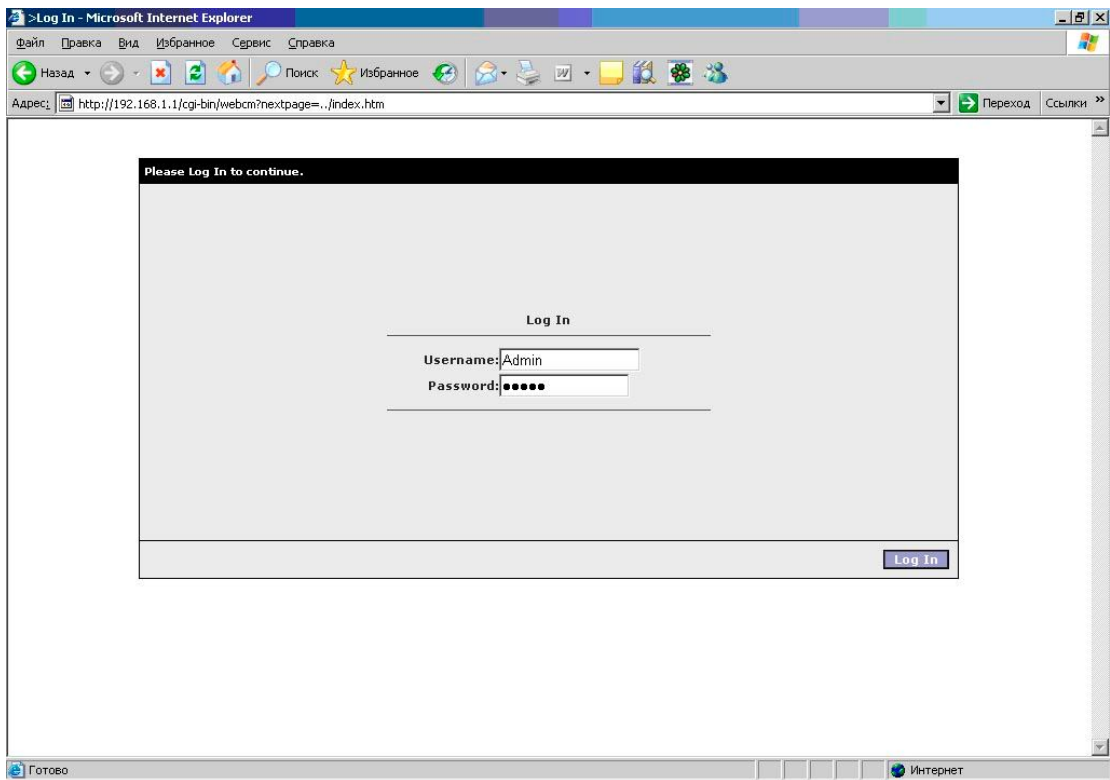 >Log In - Microsoft Internet Explorer
Файл Правка Вид Избранное Сервис Справка
Назад Поиск Избранное
Адрес: http://192.168.1.1/cgi-bin/webcm?nextpage=../index.htm Переход Ссылки »
Please Log In to continue.
Log In
Username: Admin
Password: ●●●●●
Log In
Готово Интернет